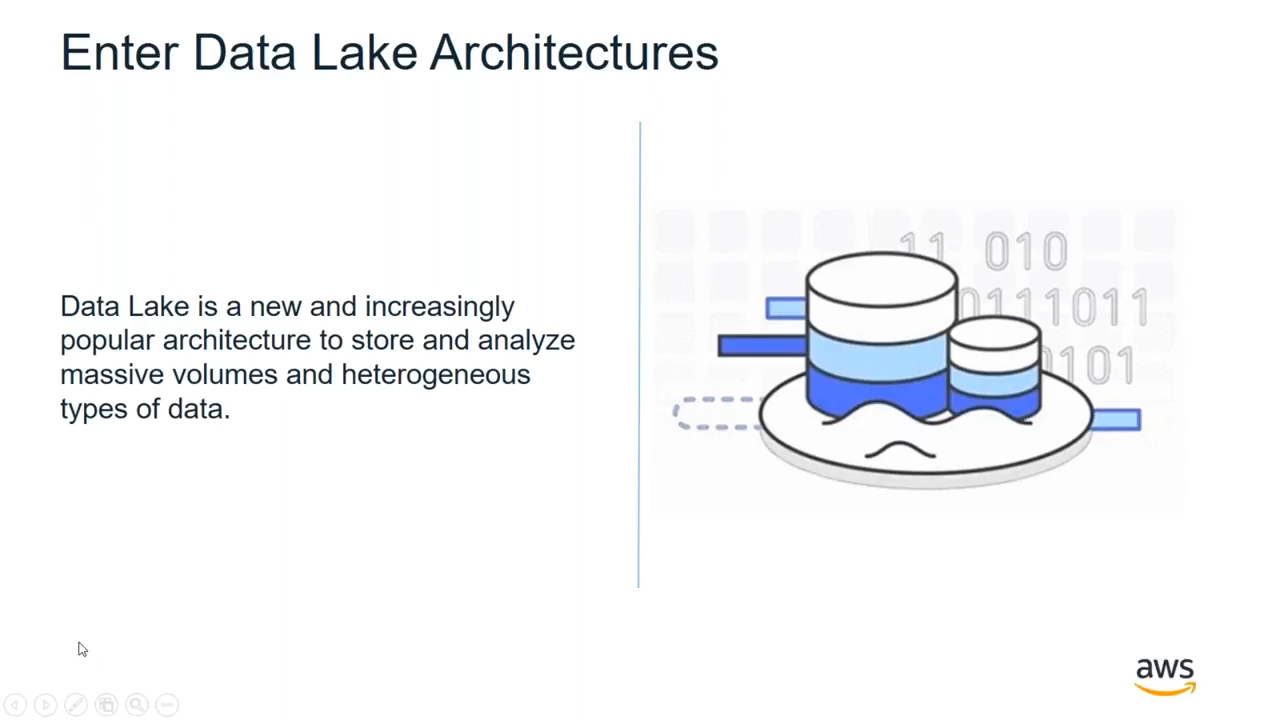 Enter Data Lake Architectures
Data Lake is a new and increasingly
popular architecture to store and analyze
massive volumes and heterogeneous
types of data.
11 010
0111011
0101
aws